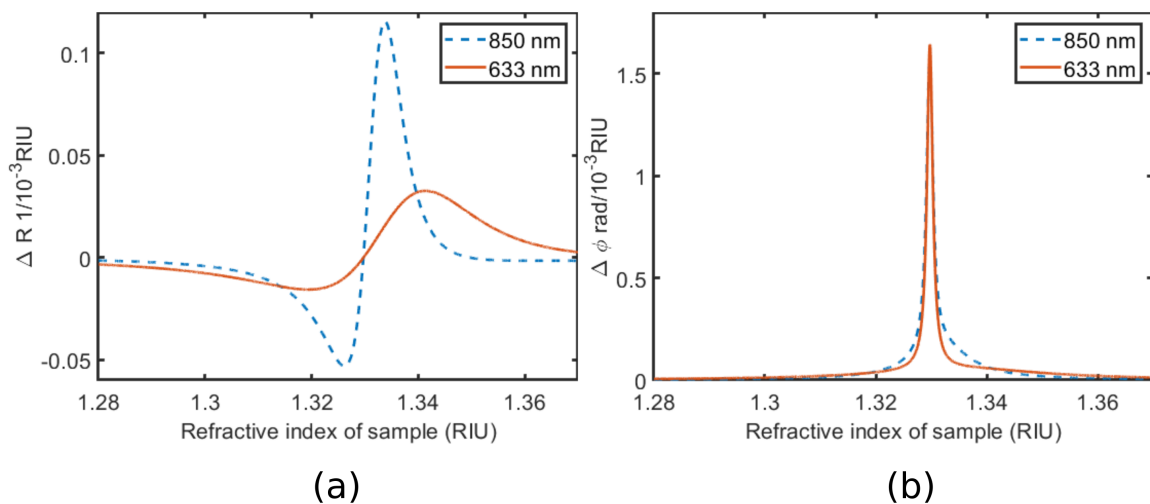 850 nm
633 nm
0.1
0.05
0
-0.05
Δ R 1/10⁻³RIU
1.28
1.3
1.32
1.34
1.36
Refractive index of sample (RIU)
(a)
850 nm
633 nm
1.5
1
0.5
0
Δ ϕ rad/10⁻³RIU
1.28
1.3
1.32
1.34
1.36
Refractive index of sample (RIU)
(b)